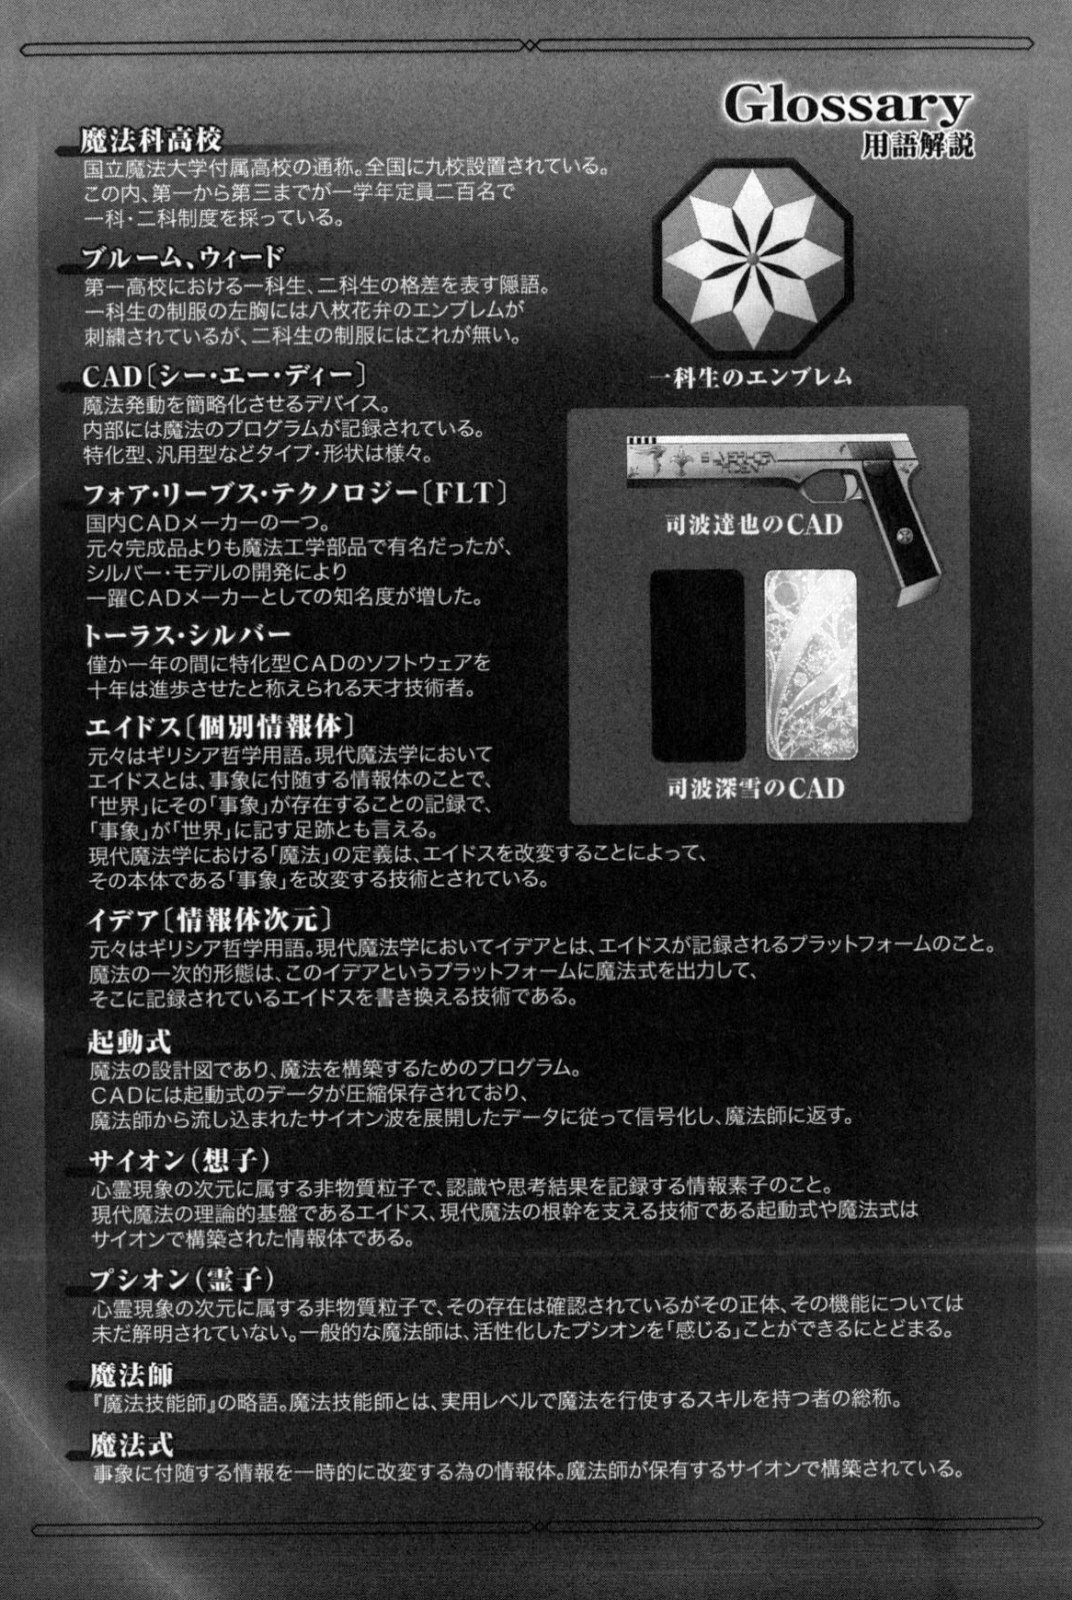 Glossary
用語解説
魔法科高校
国立魔法大学付属高校の通称。全国に九校設置されている。
この内、第一から第三までが一学年定員二百名で
一科・二科制度を採っている。
ブルーム、ウィード
第一高校における一科生、二科生の格差を表す隠語。
一科生の制服の左胸には八枚花弁のエンブレムが
刺繍されているが、二科生の制服にはこれが無い。
CAD〔シー・エー・ディー〕
魔法発動を簡略化させるデバイス。
内部には魔法のプログラムが記録されている。
特化型、汎用型などタイプ・形状は様々。
フォア・リーブス・テクノロジー〔FLT〕
国内CADメーカーの一つ。
元々完成品よりも魔法工学部品で有名だったが、
シルバー・モデルの開発により
一躍CADメーカーとしての知名度が増した。
トーラス・シルバー
僅か一年の間に特化型CADのソフトウェアを
十年は進歩させたと称えられる天才技術者。
エイドス〔個別情報体〕
元々はギリシア哲学用語。現代魔法学において
エイドスとは、事象に付随する情報体のことで、
「世界」にその「事象」が存在することの記録で、
「事象」が「世界」に記す足跡とも言える。
現代魔法学における「魔法」の定義は、エイドスを改変することによって、
その本体である「事象」を改変する技術とされている。
イデア〔情報体次元〕
元々はギリシア哲学用語。現代魔法学においてイデアとは、エイドスが記録されるプラットフォームのこと。
魔法の一次的形態は、このイデアというプラットフォームに魔法式を出力して、
そこに記録されているエイドスを書き換える技術である。
起動式
魔法の設計図であり、魔法を構築するためのプログラム。
CADには起動式のデータが圧縮保存されており、
魔法師から流し込まれたサイオン波を展開したデータに従って信号化し、魔法師に返す。
サイオン(想子)
心霊現象の次元に属する非物質粒子で、認識や思考結果を記録する情報素子のこと。
現代魔法の理論的基盤であるエイドス、現代魔法の根幹を支える技術である起動式や魔法式は
サイオンで構築された情報体である。
プシオン(霊子)
心霊現象の次元に属する非物質粒子で、その存在は確認されているがその正体、その機能については
未だ解明されていない。一般的な魔法師は、活性化したプシオンを「感じる」ことができるにとどまる。
魔法師
『魔法技能師』の略語。魔法技能師とは、実用レベルで魔法を行使するスキルを持つ者の総称。
魔法式
事象に付随する情報を一時的に改変する為の情報体。魔法師が保有するサイオンで構築されている。
一科生のエンブレム
司波達也のCAD
司波深雪のCAD